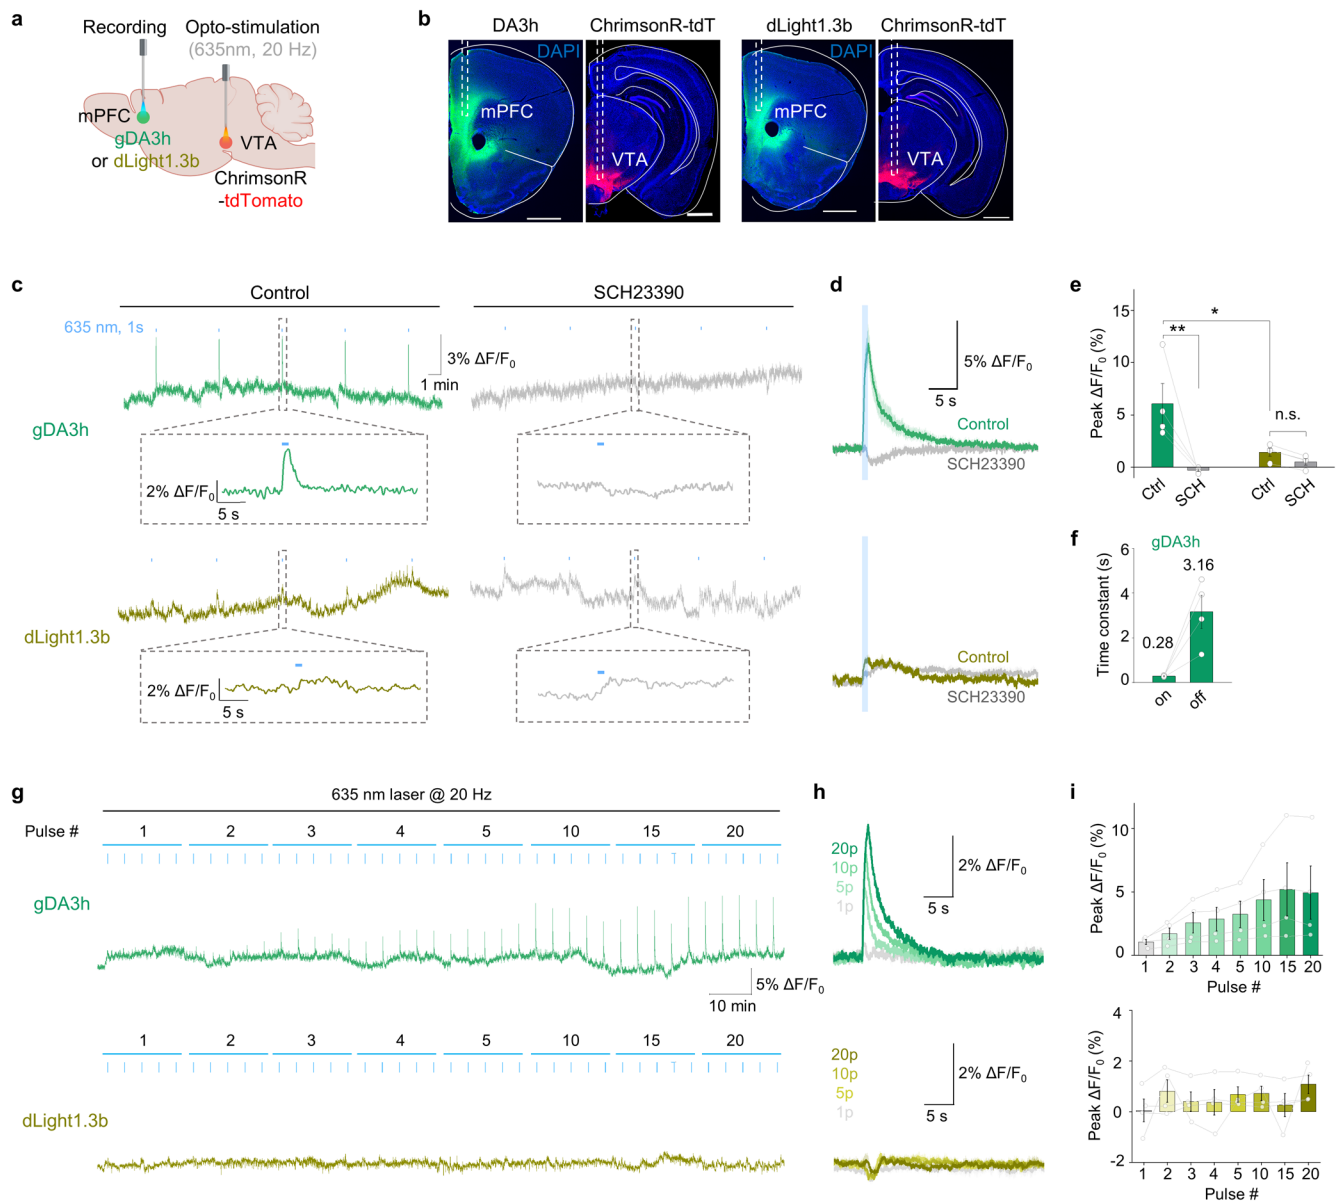 a
Recording
Opto-stimulation
(635nm, 20 Hz)
mPFC
gDA3h
or dLight1.3b
VTA
ChrimsonR
-tdTomato
b
DA3h
ChrimsonR-tdT
dLight1.3b
ChrimsonR-tdT
DAPI
DAPI
mPFC
VTA
mPFC
VTA
c
Control
SCH23390
635 nm, 1s
3% ΔF/F0
1 min
gDA3h
2% ΔF/F0
5 s
dLight1.3b
2% ΔF/F0
5 s
d
5% ΔF/F0
5 s
Control
SCH23390
Control
SCH23390
e
Peak ΔF/F0 (%)
15
10
5
0
*
**
n.s.
Ctrl
SCH
Ctrl
SCH
f
gDA3h
Time constant (s)
6
4
2
0
0.28
3.16
on
off
g
635 nm laser @ 20 Hz
Pulse #
1 2 3 4 5 10 15 20
gDA3h
5% ΔF/F0
10 min
1 2 3 4 5 10 15 20
dLight1.3b
h
20p
10p
5p
1p
2% ΔF/F0
5 s
20p
10p
5p
1p
2% ΔF/F0
5 s
i
Peak ΔF/F0 (%)
10
5
0
1 2 3 4 5 10 15 20
Pulse #
Peak ΔF/F0 (%)
4
2
0
-2
1 2 3 4 5 10 15 20
Pulse #